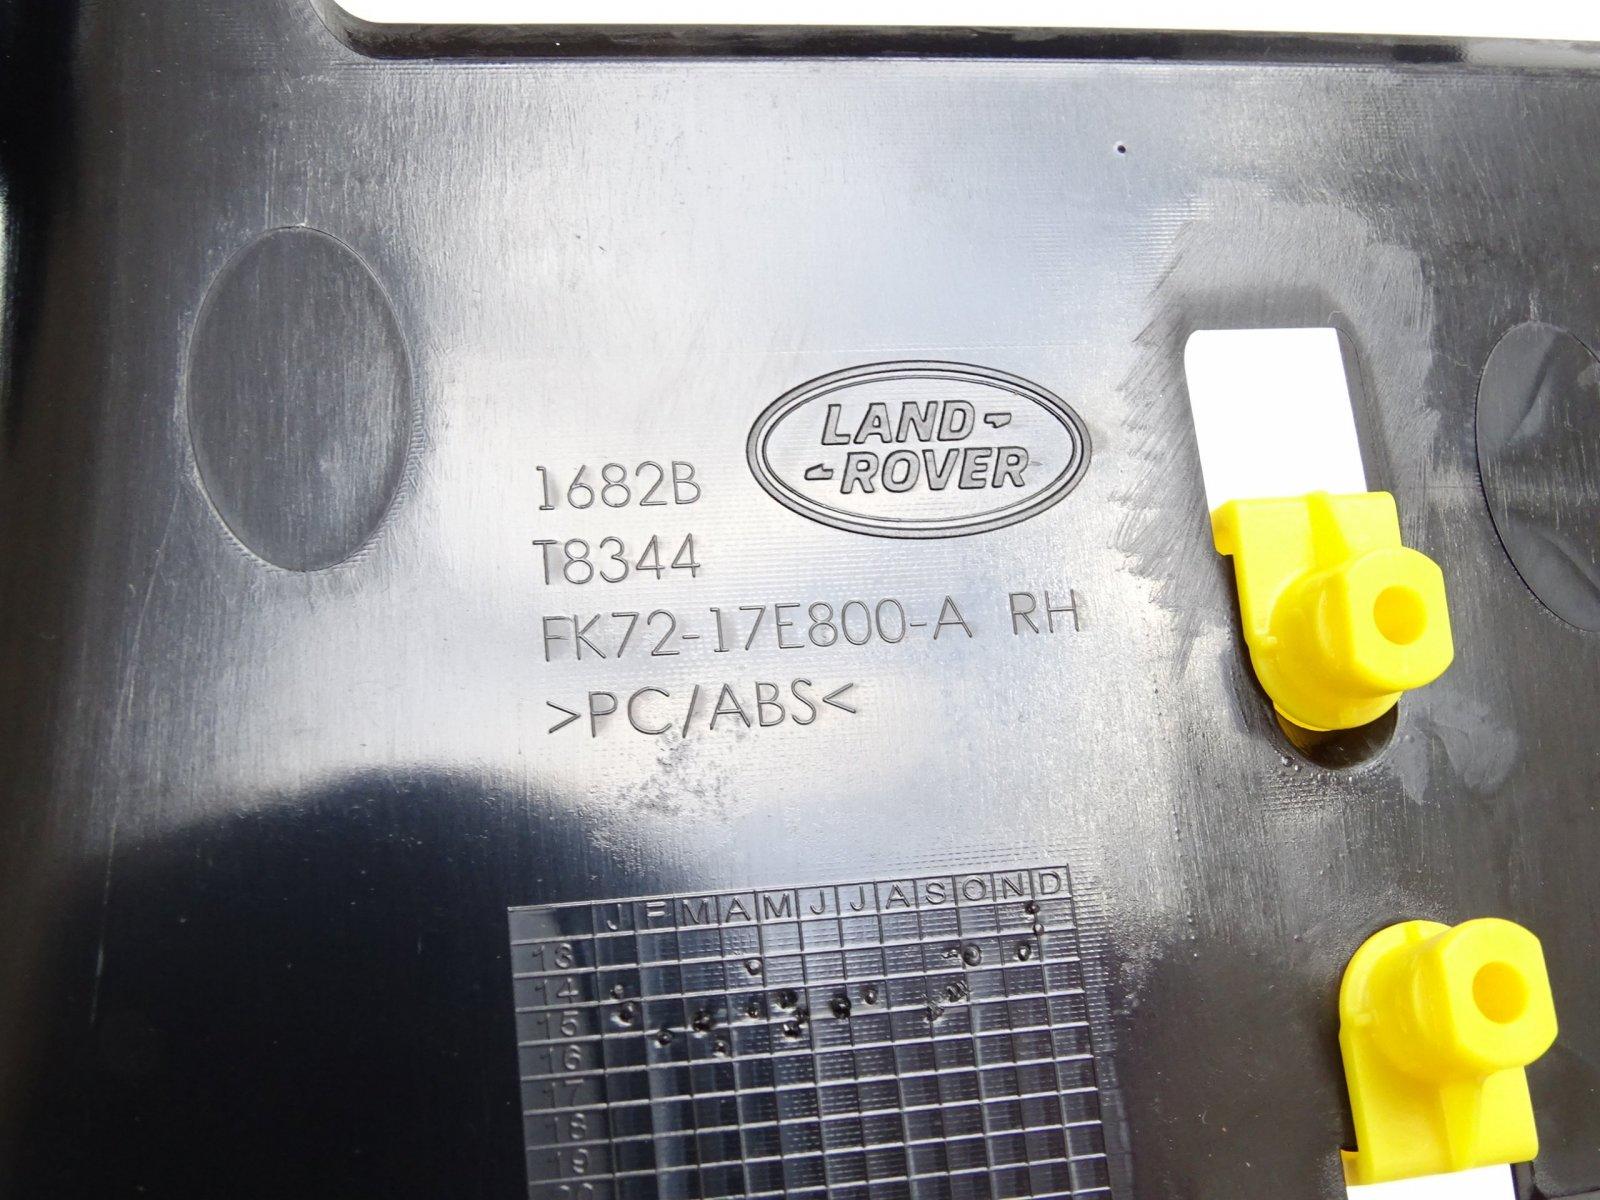 LAND-
-ROVER
1682B
T8344
FK72-17E800-A RH
>PC/ABS<
J F M A M J J A S O N D
13
14
15
16
17
18
19